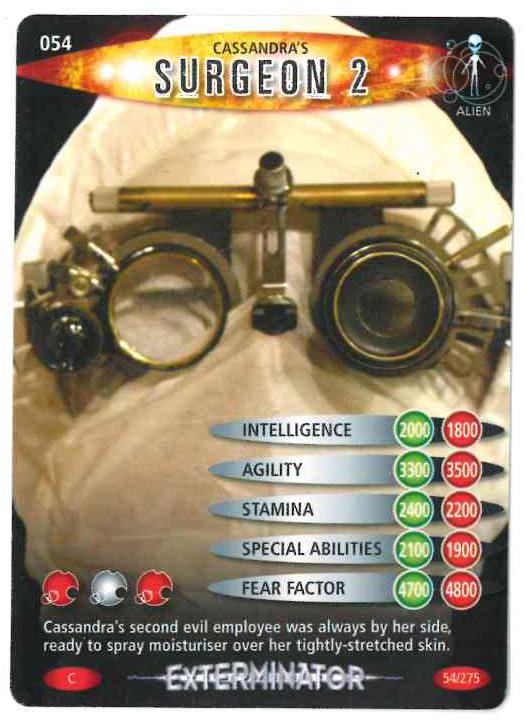 054
CASSANDRA'S
SURGEON 2
ALIEN
INTELLIGENCE 2000 1800
AGILITY 3300 3500
STAMINA 2400 2200
SPECIAL ABILITIES 2100 1900
FEAR FACTOR 4700 4800
Cassandra's second evil employee was always by her side,
ready to spray moisturiser over her tightly-stretched skin.
C EXTERMINATOR 54/275